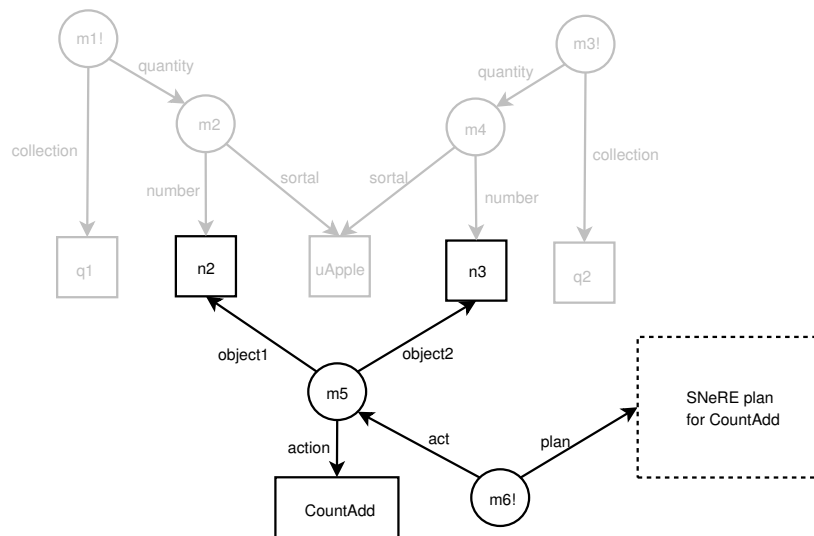 m1!
m3!
quantity
quantity
m2
m4
collection
collection
number
sortal
sortal
number
q1
n2
uApple
n3
q2
object1
object2
m5
SNeRE plan
for CountAdd
action
act
plan
CountAdd
m6!